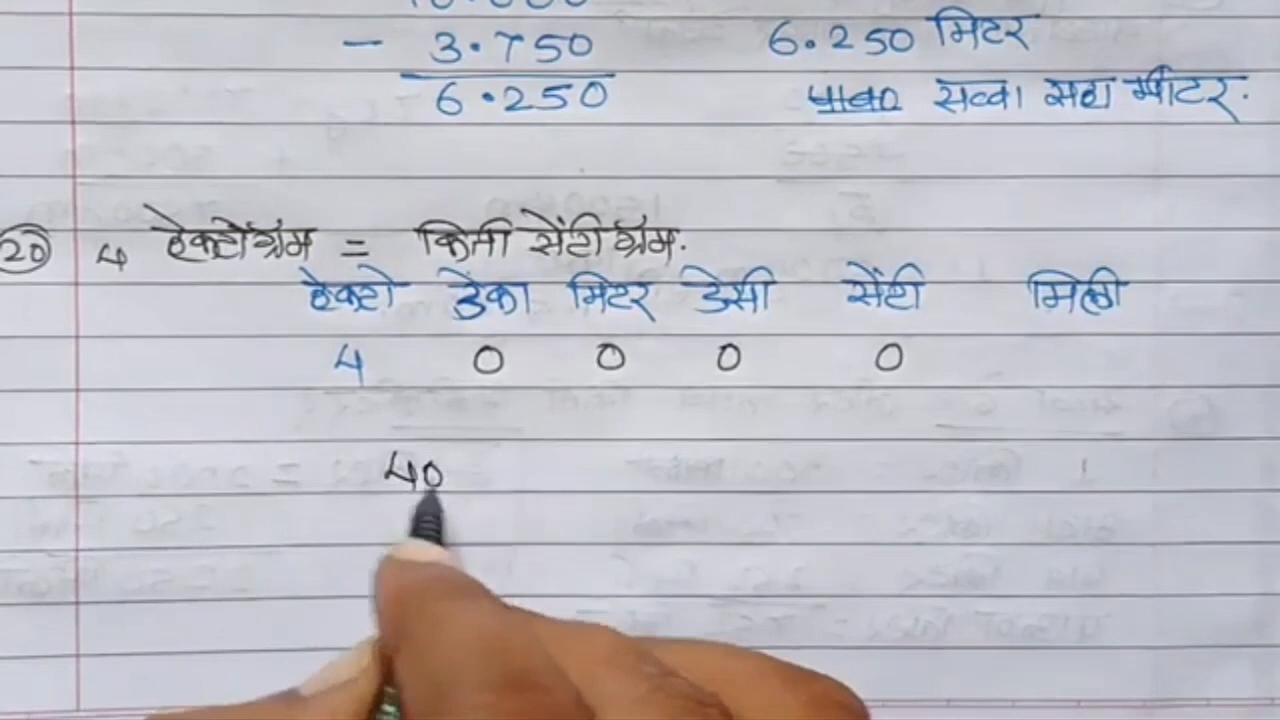 - 3.750 6.250 मिटर
6.250 सव्वा सहा मीटर.
20 4 हेक्टोग्रॅम = किती सेंटीग्रॅम.
हेक्टो डेका मिटर डेसी सेंटी मिली
4 0 0 0 0
40